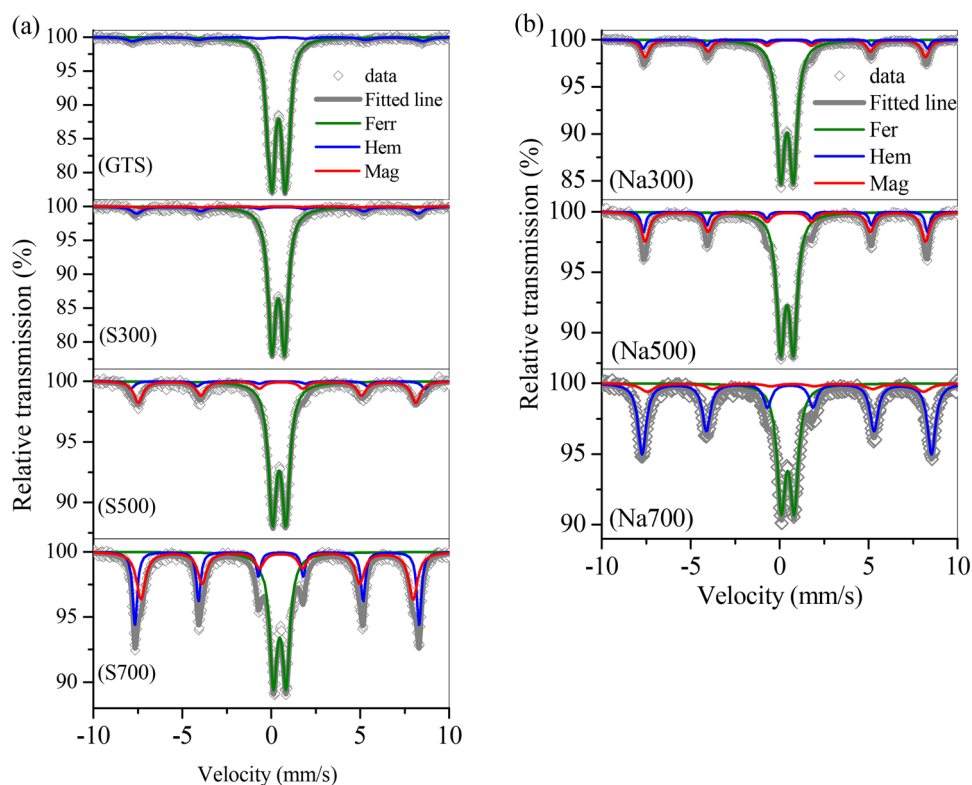 (a)
100
95
90
85
80
data
Fitted line
Ferr
Hem
Mag
(GTS)
100
95
90
85
80
(S300)
100
95
90
(S500)
100
95
90
(S700)
-10 -5 0 5 10
Velocity (mm/s)
Relative transmission (%)
(b)
100
95
90
85
data
Fitted line
Fer
Hem
Mag
(Na300)
100
95
90
(Na500)
100
95
90
(Na700)
-10 -5 0 5 10
Velocity (mm/s)
Relative transmission (%)